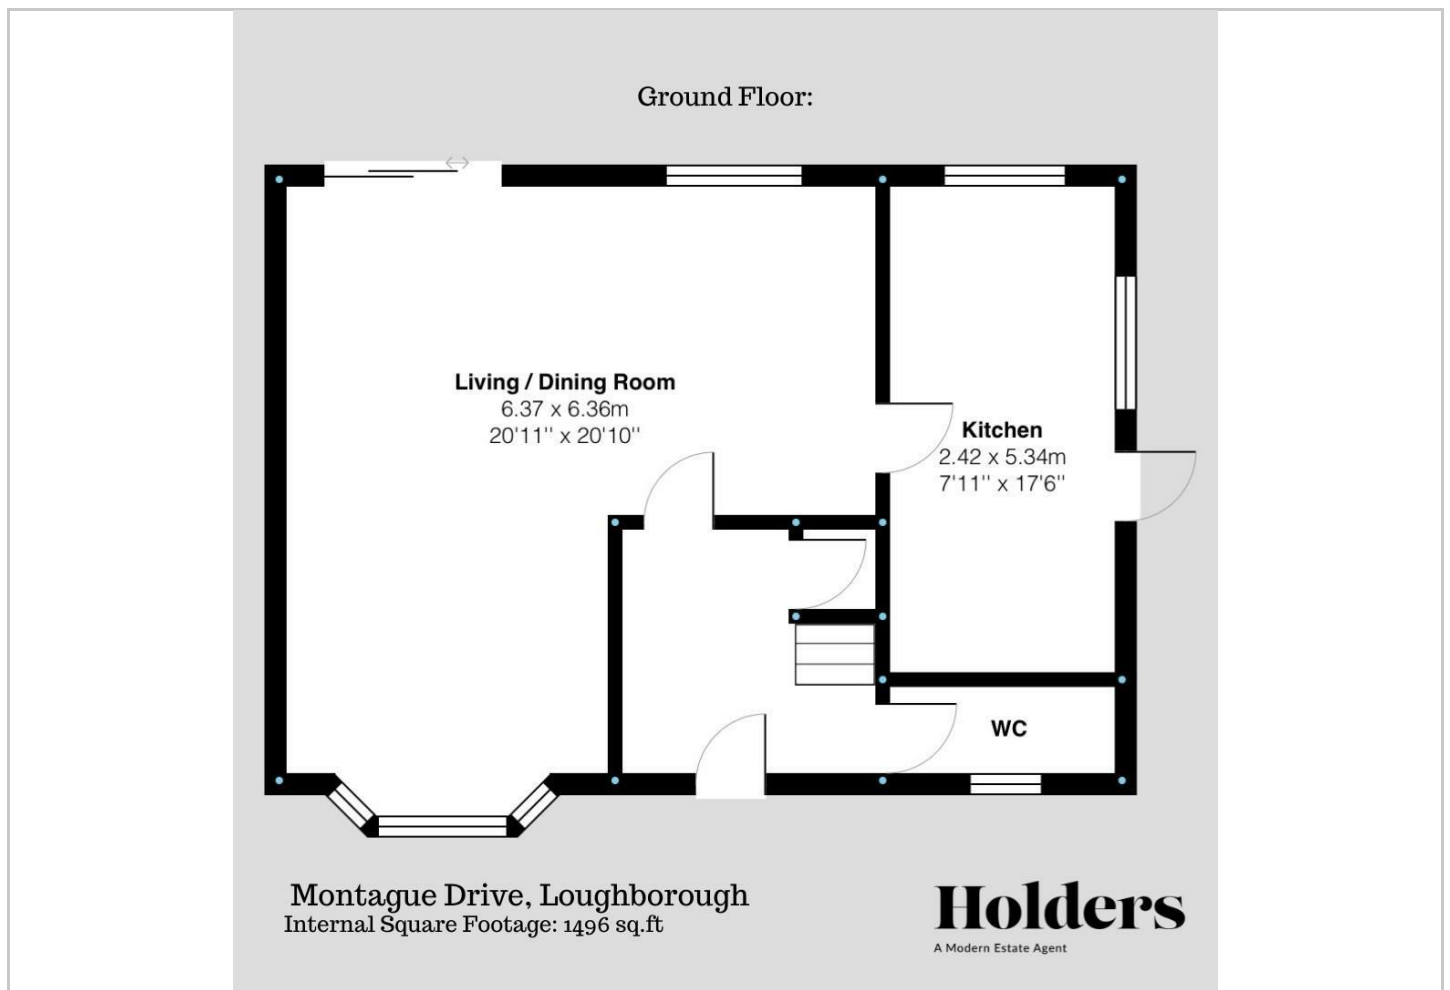 Ground Floor:
Living / Dining Room
6.37 x 6.36m
20'11'' x 20'10''
Kitchen
2.42 x 5.34m
7'11'' x 17'6''
WC
Montague Drive, Loughborough
Internal Square Footage: 1496 sq.ft
Holders
A Modern Estate Agent